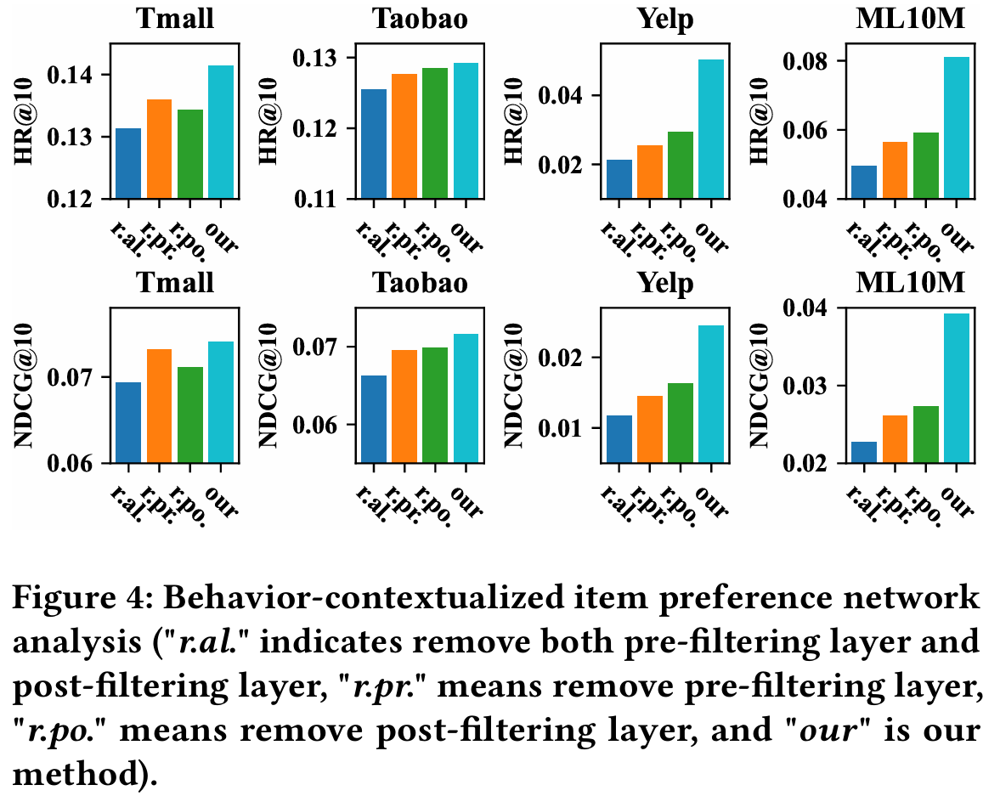 Tmall Taobao Yelp ML10M
HR@10 0.14 0.13 0.12
HR@10 0.13 0.12 0.11
HR@10 0.04 0.02
HR@10 0.08 0.06 0.04
r.al. r.pr. r.po. our r.al. r.pr. r.po. our r.al. r.pr. r.po. our r.al. r.pr. r.po. our
Tmall Taobao Yelp ML10M
NDCG@10 0.07 0.06
NDCG@10 0.07 0.06
NDCG@10 0.02 0.01
NDCG@10 0.04 0.03 0.02
r.al. r.pr. r.po. our r.al. r.pr. r.po. our r.al. r.pr. r.po. our r.al. r.pr. r.po. our
Figure 4: Behavior-contextualized item preference network
analysis ("r.al." indicates remove both pre-filtering layer and
post-filtering layer, "r.pr." means remove pre-filtering layer,
"r.po." means remove post-filtering layer, and "our" is our
method).